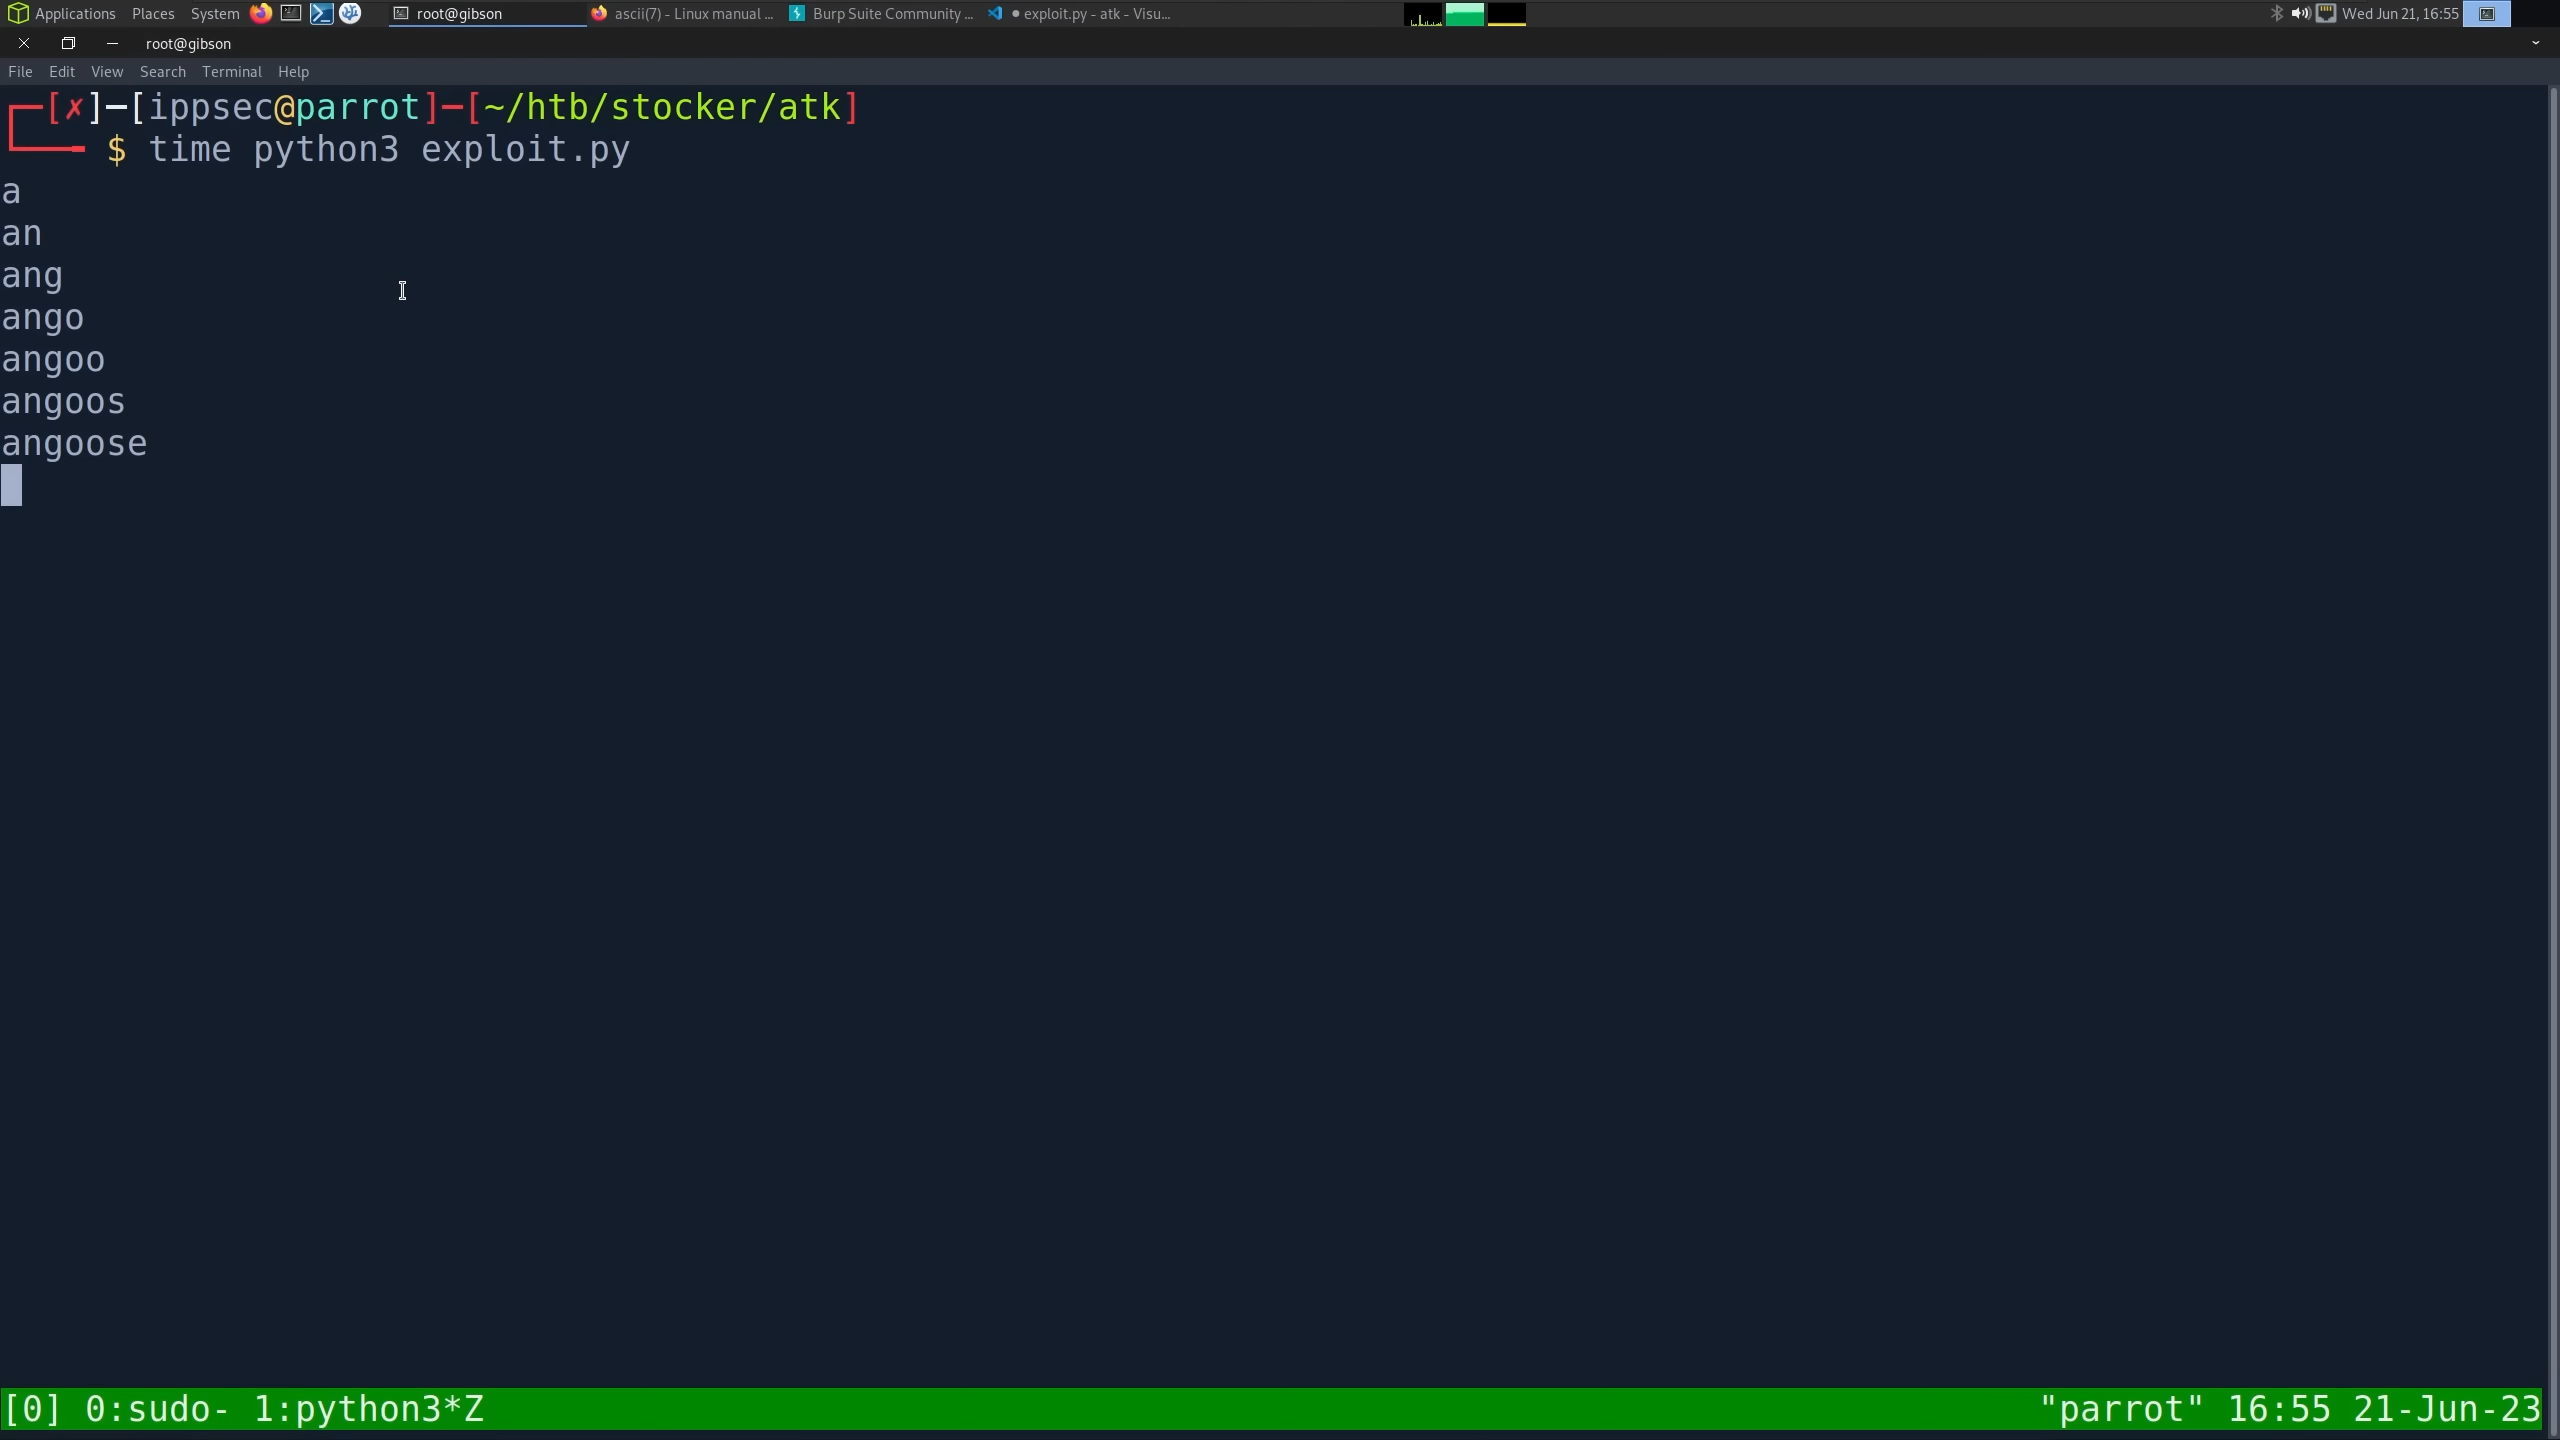 Applications Places System root@gibson ascii(7) - Linux manual ... Burp Suite Community ... ● exploit.py - atk - Visu... Wed Jun 21, 16:55
root@gibson
File Edit View Search Terminal Help
┌─[✗]─[ippsec@parrot]─[~/htb/stocker/atk]
└──╼ $ time python3 exploit.py
a
an
ang
ango
angoo
angoos
angoose
[0] 0:sudo- 1:python3*Z "parrot" 16:55 21-Jun-23